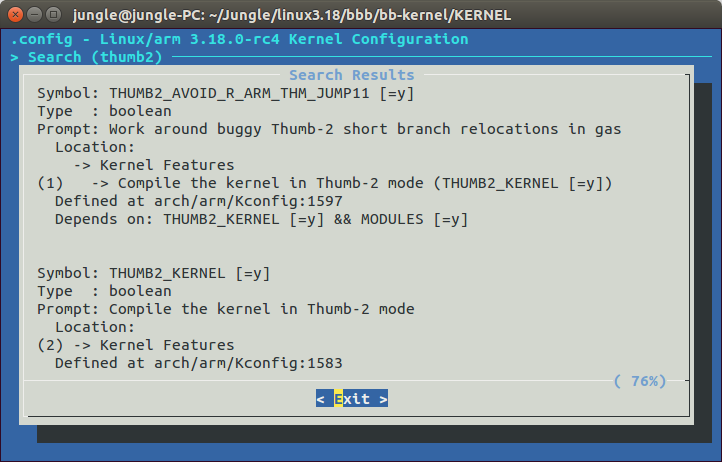 jungle@jungle-PC: ~/Jungle/linux3.18/bbb/bb-kernel/KERNEL
.config - Linux/arm 3.18.0-rc4 Kernel Configuration
> Search (thumb2)
Search Results
Symbol: THUMB2_AVOID_R_ARM_THM_JUMP11 [=y]
Type  : boolean
Prompt: Work around buggy Thumb-2 short branch relocations in gas
  Location:
    -> Kernel Features
(1)   -> Compile the kernel in Thumb-2 mode (THUMB2_KERNEL [=y])
  Defined at arch/arm/Kconfig:1597
  Depends on: THUMB2_KERNEL [=y] && MODULES [=y]
Symbol: THUMB2_KERNEL [=y]
Type  : boolean
Prompt: Compile the kernel in Thumb-2 mode
  Location:
(2) -> Kernel Features
  Defined at arch/arm/Kconfig:1583
( 76%)
< Exit >